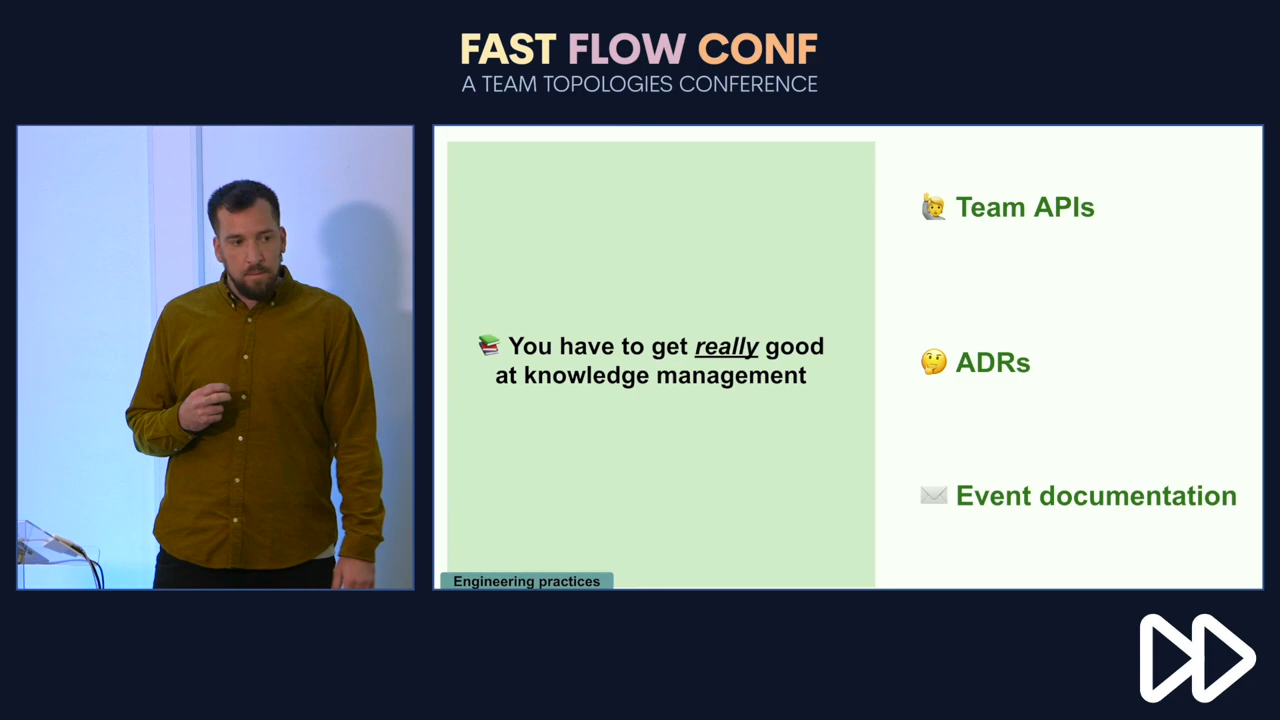 FAST FLOW CONF
A TEAM TOPOLOGIES CONFERENCE
📚 You have to get really good
at knowledge management
🙋 Team APIs
🤔 ADRs
✉️ Event documentation
Engineering practices